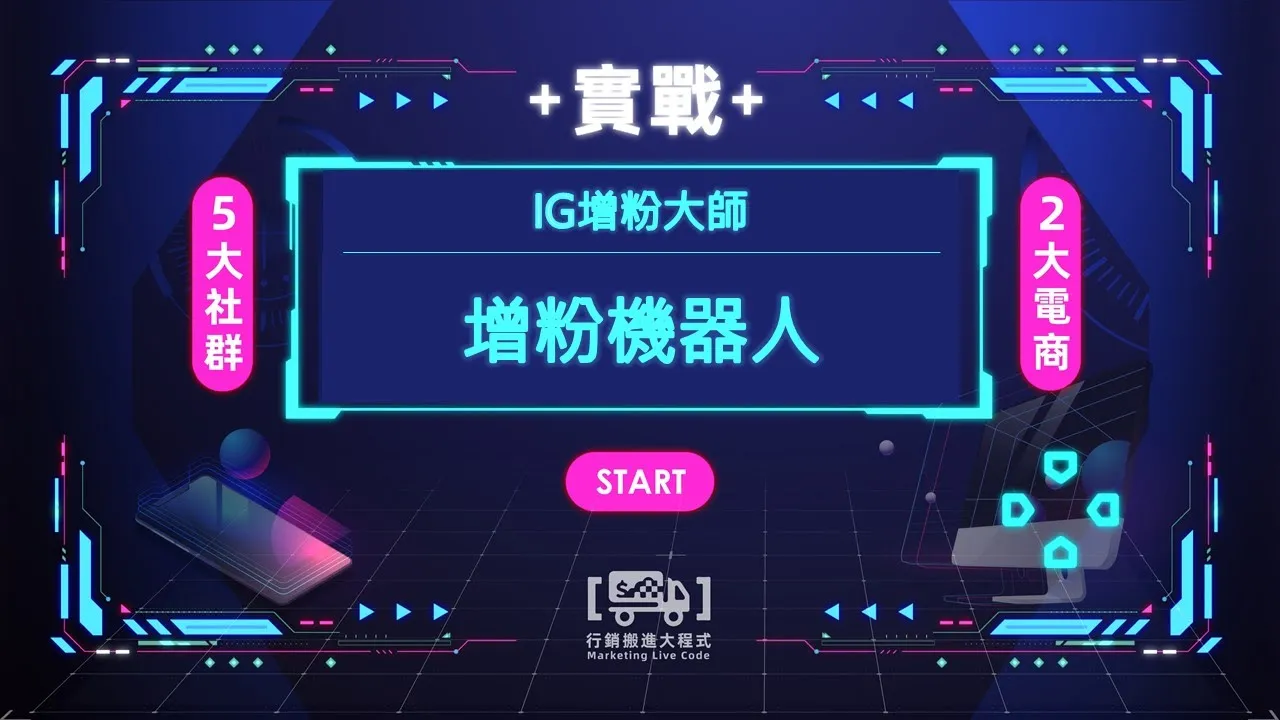 +實戰+
IG增粉大師
增粉機器人
5大社群
2大電商
START
$
行銷搬進大程式
Marketing Live Code